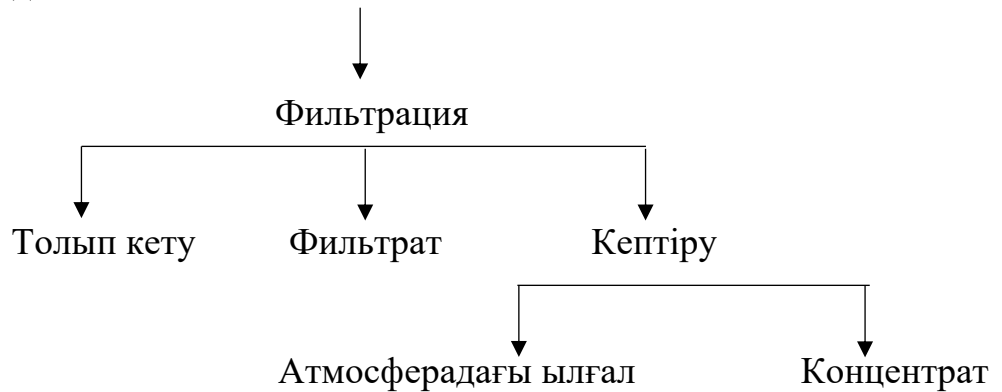 Фильтрация
Толып кету Фильтрат Кептіру
Атмосферадағы ылғал Концентрат